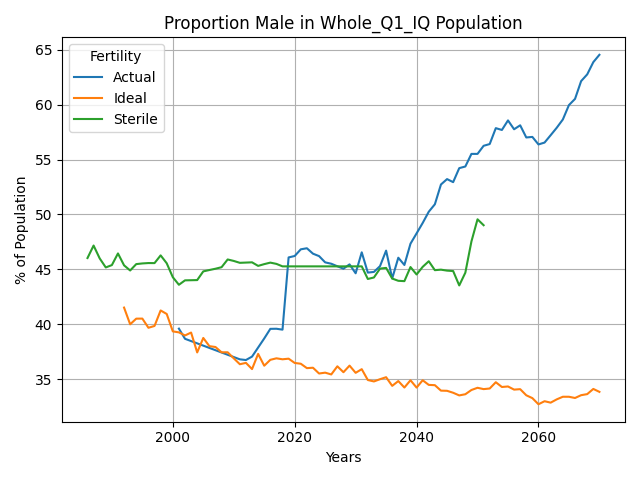 Proportion Male in Whole_Q1_IQ Population
Fertility
Actual
Ideal
Sterile
% of Population
65
60
55
50
45
40
35
2000
2020
2040
2060
Years